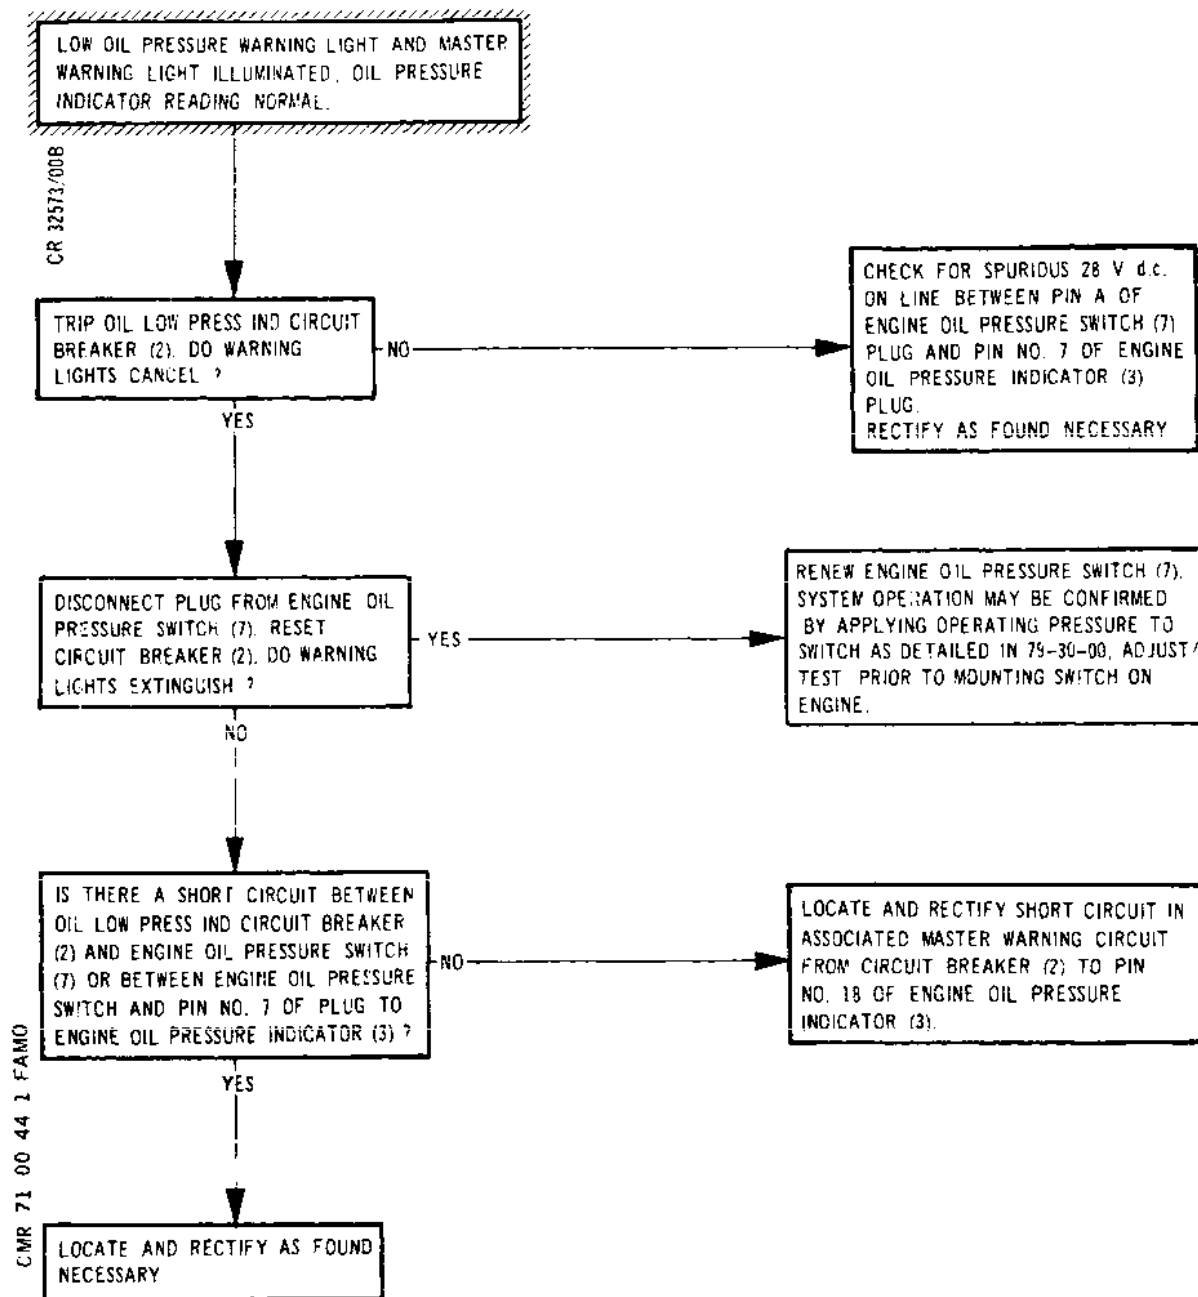 LOW OIL PRESSURE WARNING LIGHT AND MASTER
WARNING LIGHT ILLUMINATED, OIL PRESSURE
INDICATOR READING NORMAL.
CR 32573/00B
TRIP OIL LOW PRESS IND CIRCUIT
BREAKER (2). DO WARNING
LIGHTS CANCEL ?
NO
CHECK FOR SPURIDUS 28 V d.c.
ON LINE BETWEEN PIN A OF
ENGINE OIL PRESSURE SWITCH (7)
PLUG AND PIN NO. 7 OF ENGINE
OIL PRESSURE INDICATOR (3)
PLUG.
RECTIFY AS FOUND NECESSARY
YES
DISCONNECT PLUG FROM ENGINE OIL
PRESSURE SWITCH (7). RESET
CIRCUIT BREAKER (2). DO WARNING
LIGHTS EXTINGUISH ?
YES
RENEW ENGINE OIL PRESSURE SWITCH (7).
SYSTEM OPERATION MAY BE CONFIRMED
BY APPLYING OPERATING PRESSURE TO
SWITCH AS DETAILED IN 79-30-00, ADJUST/
TEST PRIOR TO MOUNTING SWITCH ON
ENGINE.
NO
IS THERE A SHORT CIRCUIT BETWEEN
OIL LOW PRESS IND CIRCUIT BREAKER
(2) AND ENGINE OIL PRESSURE SWITCH
(7) OR BETWEEN ENGINE OIL PRESSURE
SWITCH AND PIN NO. 7 OF PLUG TO
ENGINE OIL PRESSURE INDICATOR (3) ?
NO
LOCATE AND RECTIFY SHORT CIRCUIT IN
ASSOCIATED MASTER WARNING CIRCUIT
FROM CIRCUIT BREAKER (2) TO PIN
NO. 18 OF ENGINE OIL PRESSURE
INDICATOR (3).
YES
LOCATE AND RECTIFY AS FOUND
NECESSARY
CMR 71 00 44 1 FAMO